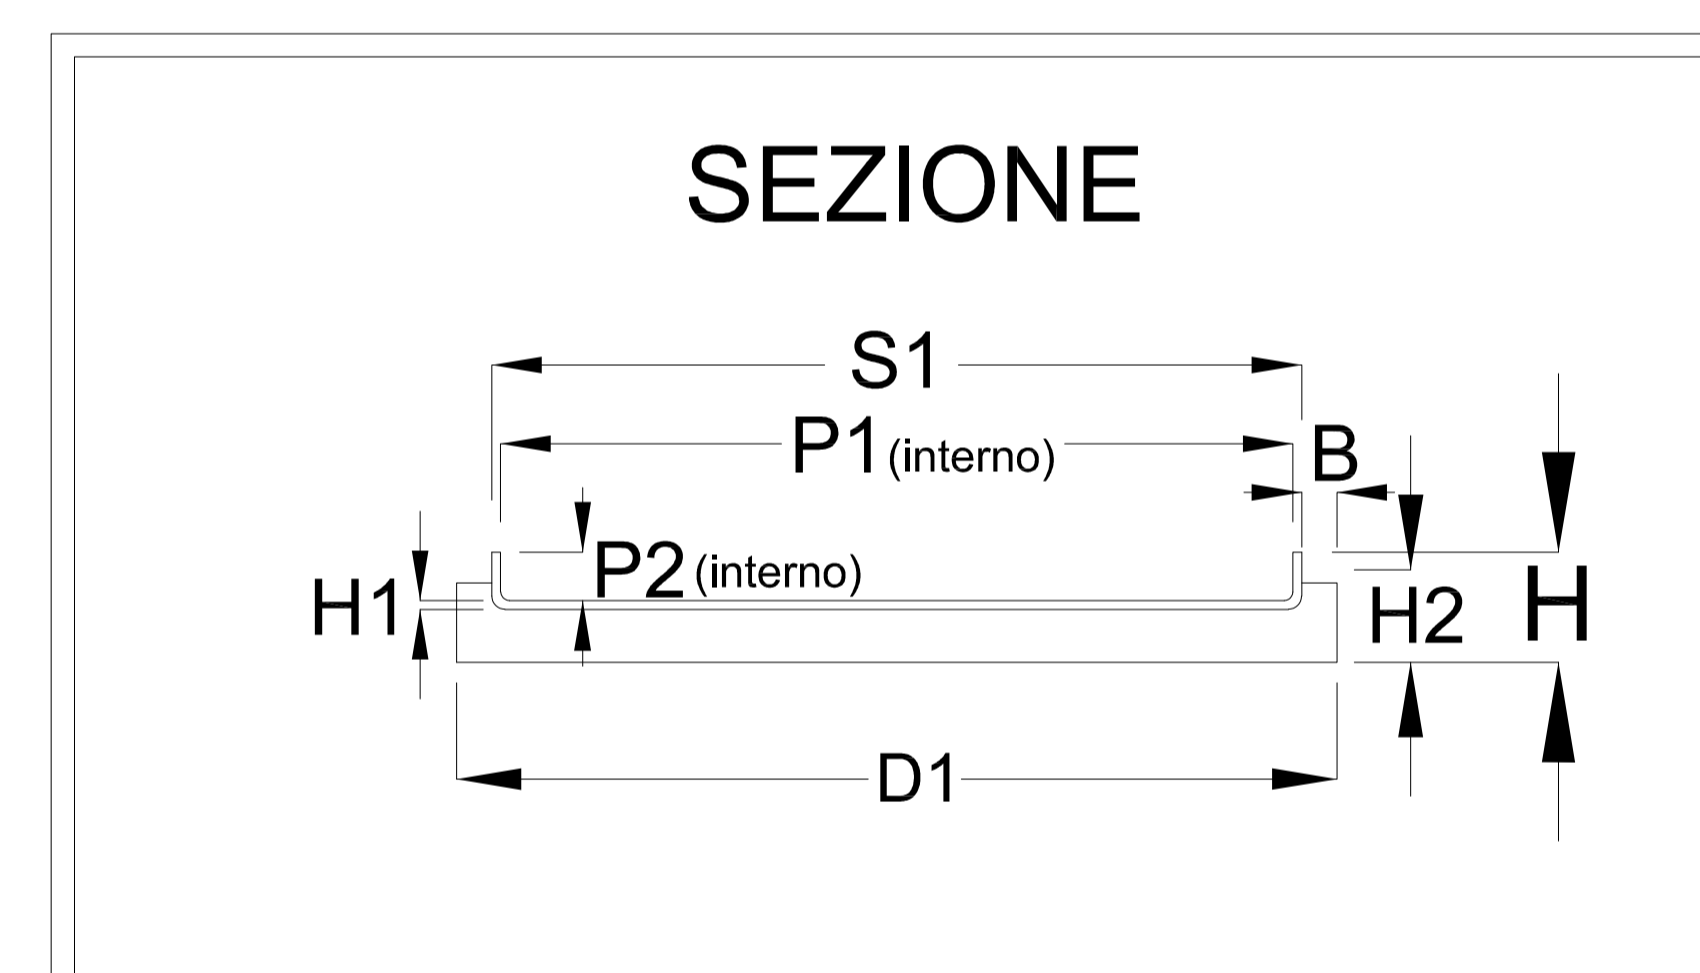 SEZIONE
S1
P1 (interno)
B
P2 (interno)
H1
H2
H
D1